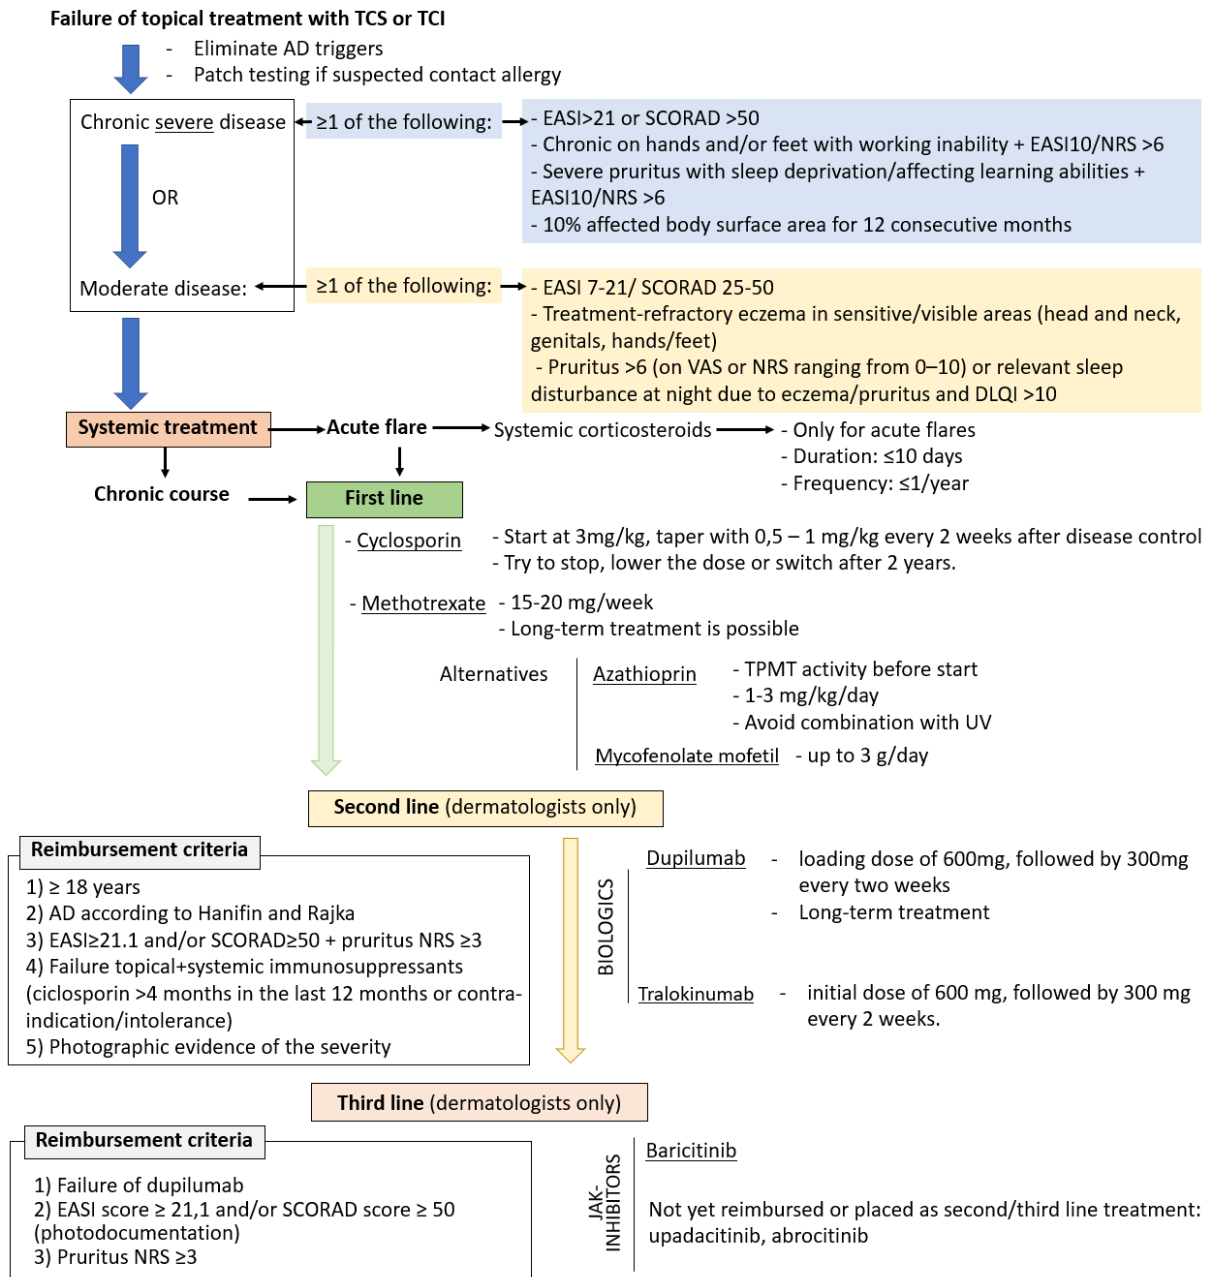 Failure of topical treatment with TCS or TCI
- Eliminate AD triggers
- Patch testing if suspected contact allergy
Chronic severe disease
≥1 of the following:
- EASI>21 or SCORAD >50
- Chronic on hands and/or feet with working inability + EASI10/NRS >6
- Severe pruritus with sleep deprivation/affecting learning abilities +
EASI10/NRS >6
- 10% affected body surface area for 12 consecutive months
OR
Moderate disease:
≥1 of the following:
- EASI 7-21/ SCORAD 25-50
- Treatment-refractory eczema in sensitive/visible areas (head and neck,
genitals, hands/feet)
- Pruritus >6 (on VAS or NRS ranging from 0–10) or relevant sleep
disturbance at night due to eczema/pruritus and DLQI >10
Systemic treatment
Acute flare
Systemic corticosteroids
- Only for acute flares
- Duration: ≤10 days
- Frequency: ≤1/year
Chronic course
First line
- Cyclosporin
- Start at 3mg/kg, taper with 0,5 – 1 mg/kg every 2 weeks after disease control
- Try to stop, lower the dose or switch after 2 years.
- Methotrexate
- 15-20 mg/week
- Long-term treatment is possible
Alternatives
Azathioprin
- TPMT activity before start
- 1-3 mg/kg/day
- Avoid combination with UV
Mycofenolate mofetil
- up to 3 g/day
Second line (dermatologists only)
Reimbursement criteria
1) ≥ 18 years
2) AD according to Hanifin and Rajka
3) EASI≥21.1 and/or SCORAD≥50 + pruritus NRS ≥3
4) Failure topical+systemic immunosuppressants
(ciclosporin >4 months in the last 12 months or contra-
indication/intolerance)
5) Photographic evidence of the severity
BIOLOGICS
Dupilumab
- loading dose of 600mg, followed by 300mg
every two weeks
- Long-term treatment
Tralokinumab
- initial dose of 600 mg, followed by 300 mg
every 2 weeks.
Third line (dermatologists only)
Reimbursement criteria
1) Failure of dupilumab
2) EASI score ≥ 21,1 and/or SCORAD score ≥ 50
(photodocumentation)
3) Pruritus NRS ≥3
JAK-
INHIBITORS
Baricitinib
Not yet reimbursed or placed as second/third line treatment:
upadacitinib, abrocitinib